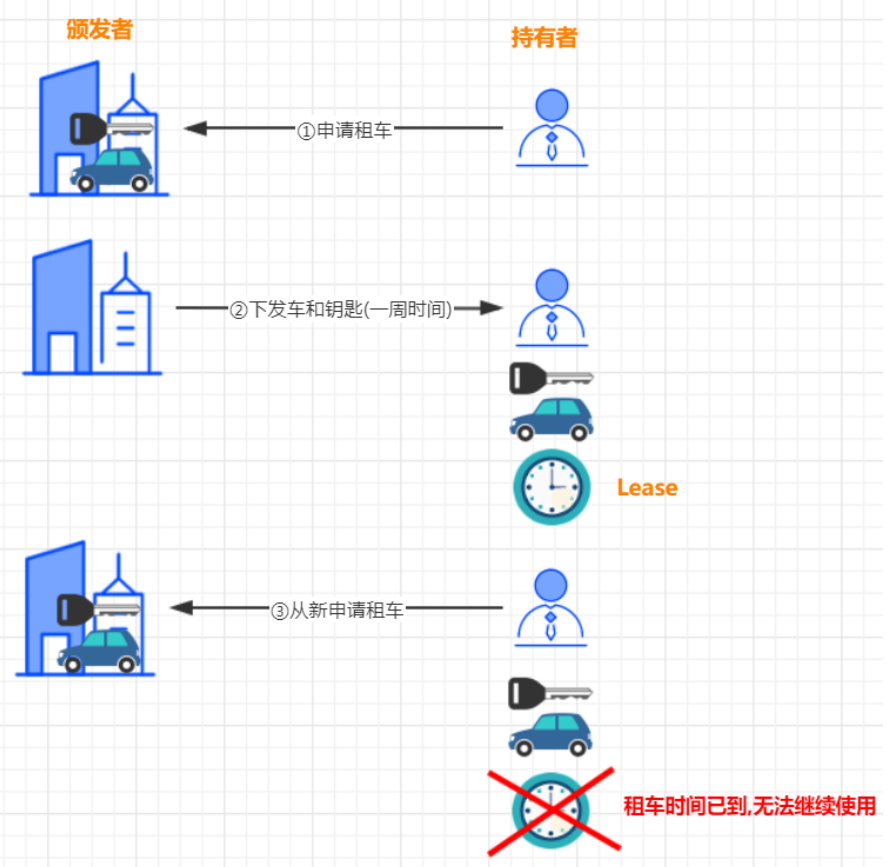 颁发者
持有者
①申请租车
②下发车和钥匙(一周时间)
Lease
③从新申请租车
租车时间已到,无法继续使用